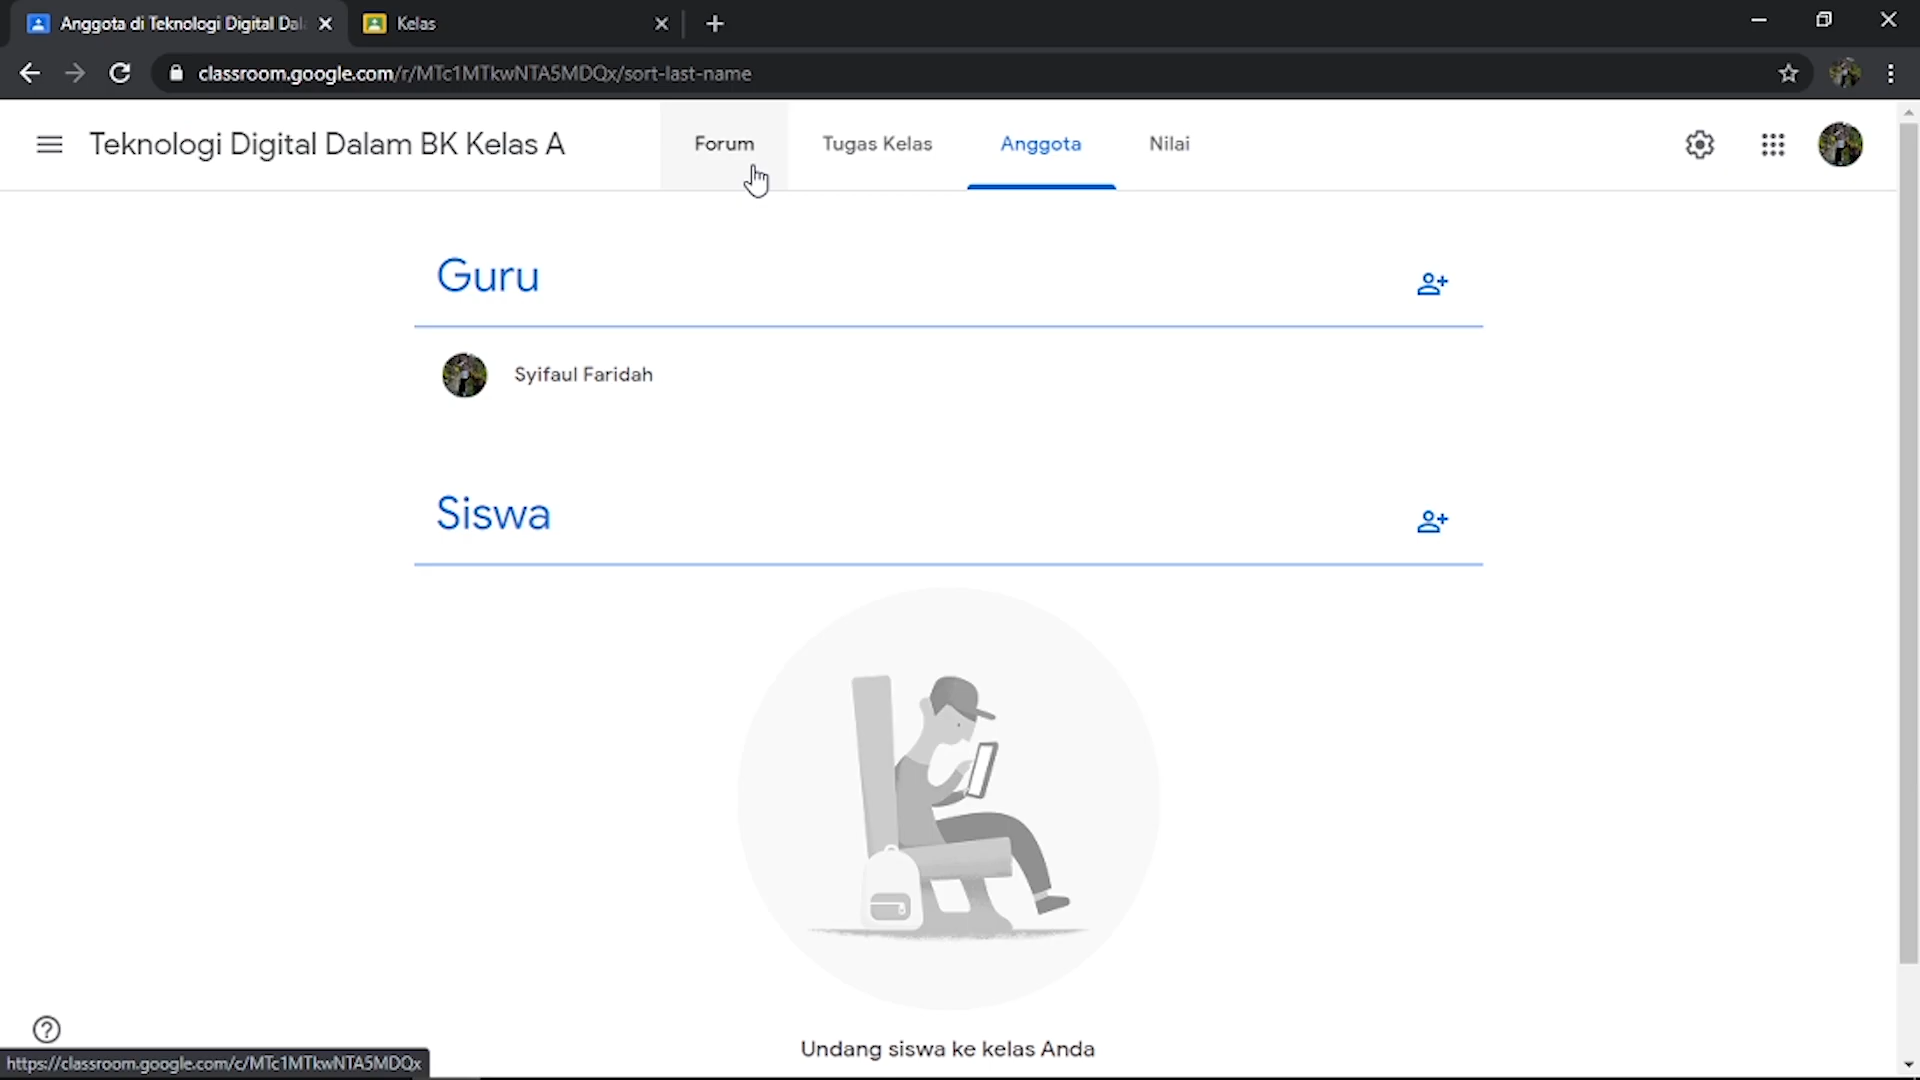 Anggota di Teknologi Digital Dal
Kelas
classroom.google.com/r/MTc1MTkwNTA5MDQx/sort-last-name
Teknologi Digital Dalam BK Kelas A
Forum
Tugas Kelas
Anggota
Nilai
Guru
Syifaul Faridah
Siswa
Undang siswa ke kelas Anda
https://classroom.google.com/c/MTc1MTkwNTA5MDQx